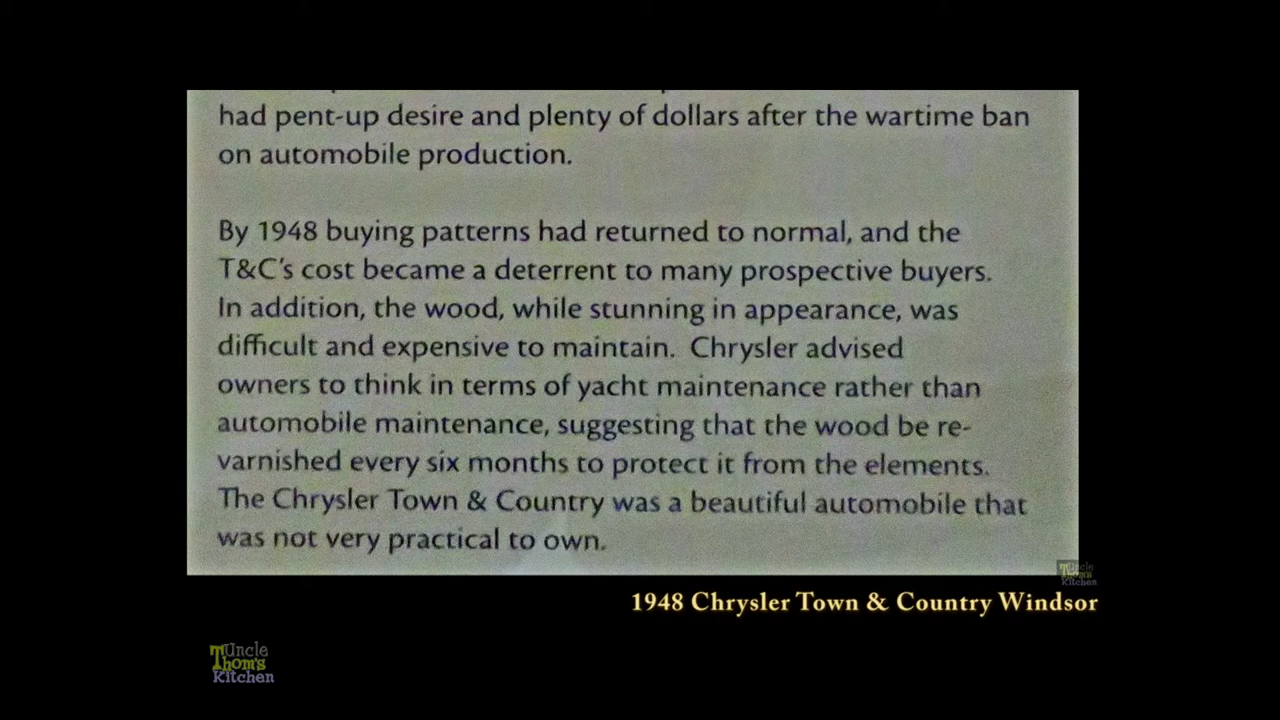 had pent-up desire and plenty of dollars after the wartime ban
on automobile production.
By 1948 buying patterns had returned to normal, and the
T&C's cost became a deterrent to many prospective buyers.
In addition, the wood, while stunning in appearance, was
difficult and expensive to maintain. Chrysler advised
owners to think in terms of yacht maintenance rather than
automobile maintenance, suggesting that the wood be re-
varnished every six months to protect it from the elements.
The Chrysler Town & Country was a beautiful automobile that
was not very practical to own.
Uncle
Thom's
Kitchen
1948 Chrysler Town & Country Windsor
Uncle
Thom's
Kitchen